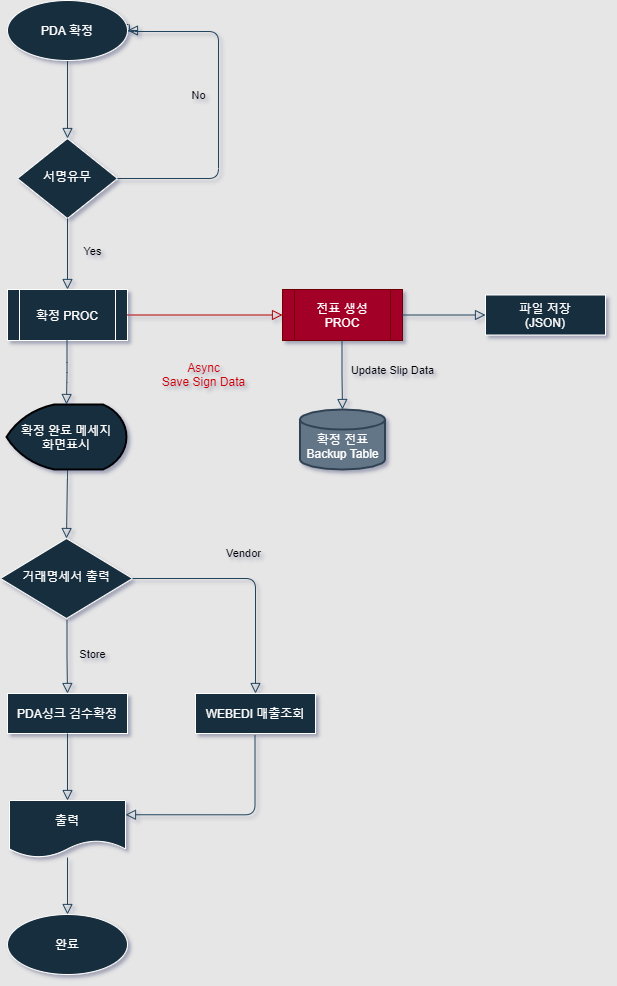 PDA 확정
No
서명유무
Yes
확정 PROC
전표 생성
PROC
파일 저장
(JSON)
Async
Save Sign Data
Update Slip Data
확정 완료 메세지
화면표시
확정 전표
Backup Table
거래명세서 출력
Vendor
Store
PDA싱크 검수확정
WEBEDI 매출조회
출력
완료